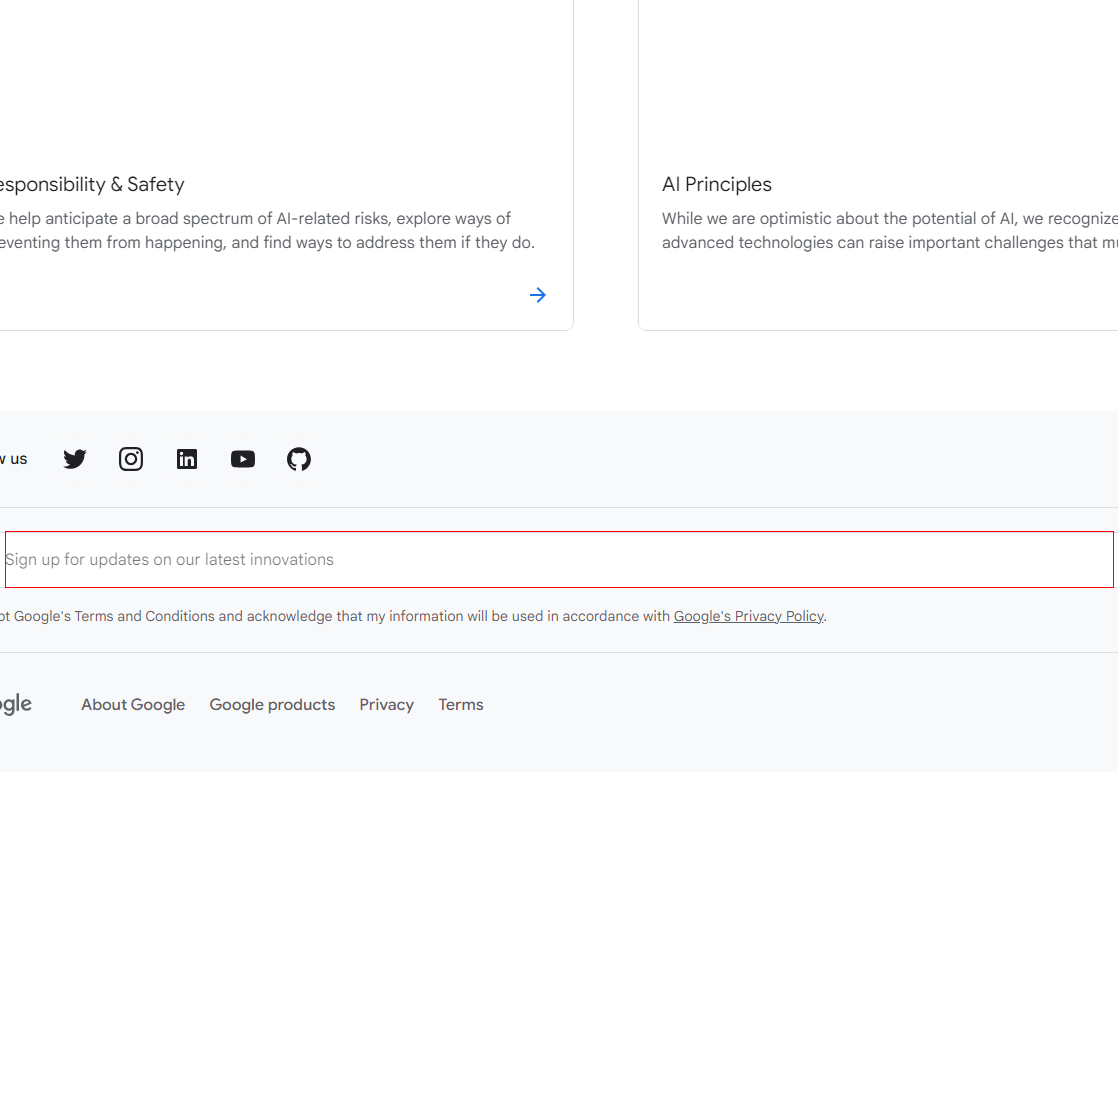 esponsibility & Safety
e help anticipate a broad spectrum of AI-related risks, explore ways of
eventing them from happening, and find ways to address them if they do.
AI Principles
While we are optimistic about the potential of AI, we recognize
advanced technologies can raise important challenges that mu
w us
Sign up for updates on our latest innovations
pt Google's Terms and Conditions and acknowledge that my information will be used in accordance with Google's Privacy Policy.
ogle
About Google
Google products
Privacy
Terms